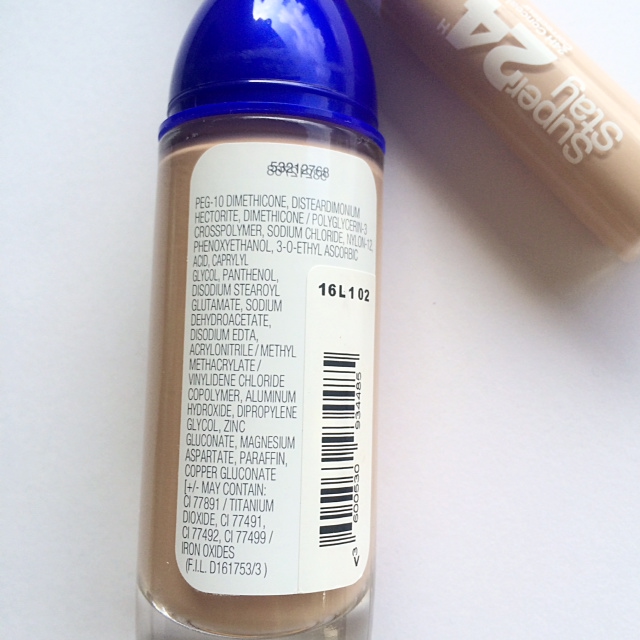 53210768
PEG-10 DIMETHICONE, DISTEARDIMONIUM
HECTORITE, DIMETHICONE / POLYGLYCERIN-3
CROSSPOLYMER, SODIUM CHLORIDE, NYLON-12,
PHENOXYETHANOL, 3-O-ETHYL ASCORBIC
ACID, CAPRYLYL
GLYCOL, PANTHENOL,
DISODIUM STEAROYL
GLUTAMATE, SODIUM
DEHYDROACETATE,
DISODIUM EDTA,
ACRYLONITRILE / METHYL
METHACRYLATE /
VINYLIDENE CHLORIDE
COPOLYMER, ALUMINUM
HYDROXIDE, DIPROPYLENE
GLYCOL, ZINC
GLUCONATE, MAGNESIUM
ASPARTATE, PARAFFIN,
COPPER GLUCONATE
[+/- MAY CONTAIN:
CI 77891 / TITANIUM
DIOXIDE, CI 77491,
CI 77492, CI 77499 /
IRON OXIDES
(F.I.L. D161753/3 )
16L102
3 600530 934485
Super
stay
24H